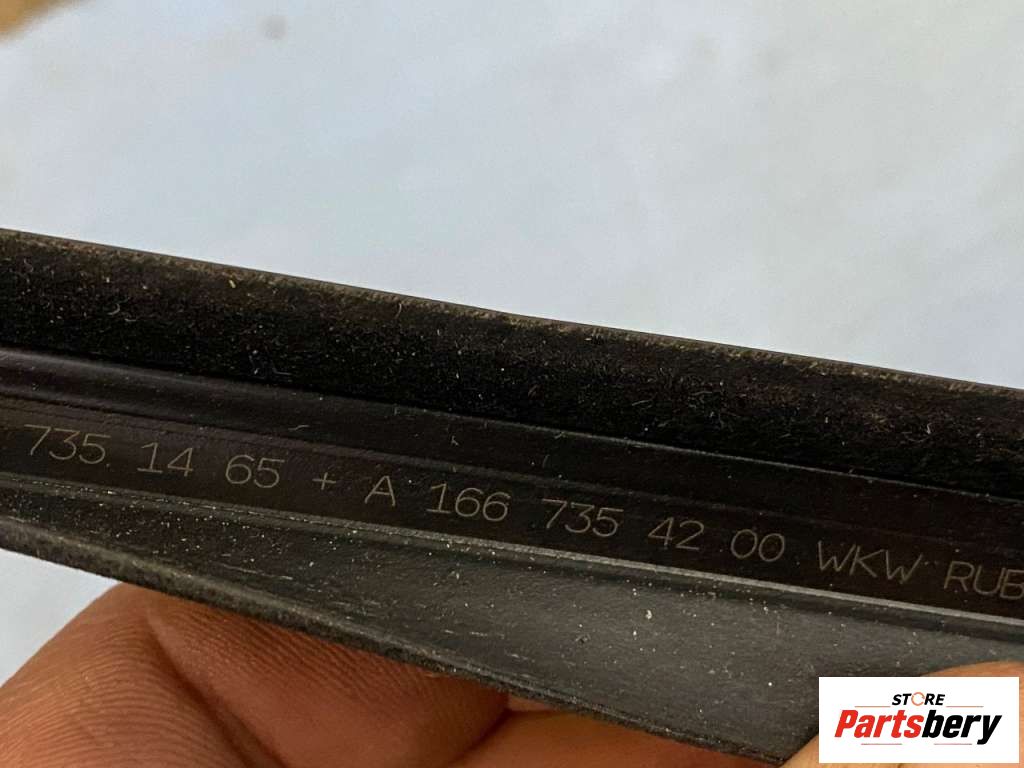 735 14 65 + A 166 735 42 00 WKW RUB
STORE
Partsbery